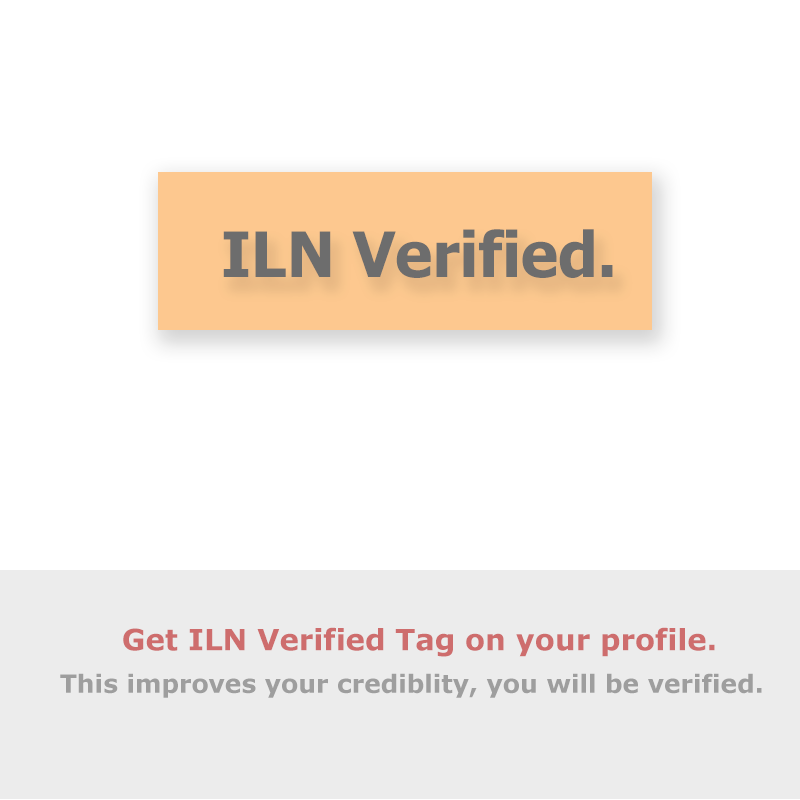 ILN Verified.
Get ILN Verified Tag on your profile.
This improves your crediblity, you will be verified.